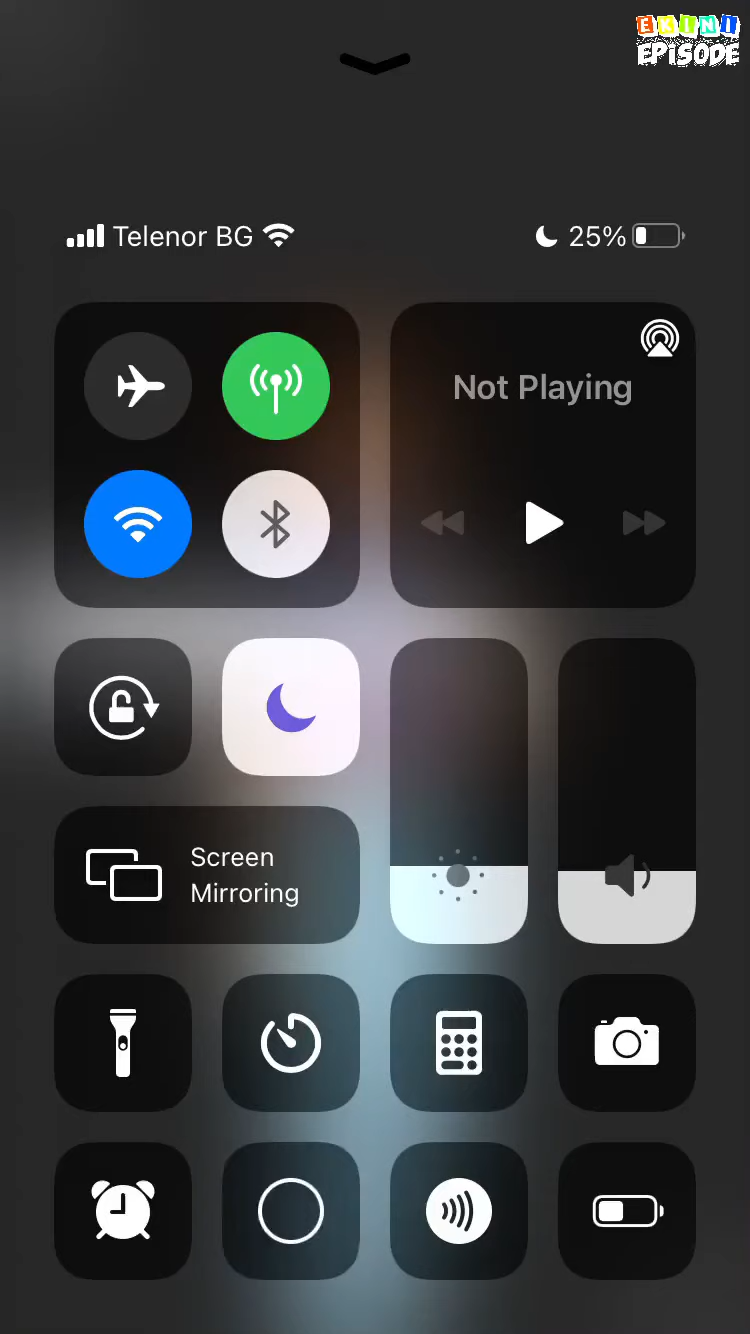 EKINI
EPISODE
Telenor BG
25%
Not Playing
Screen
Mirroring